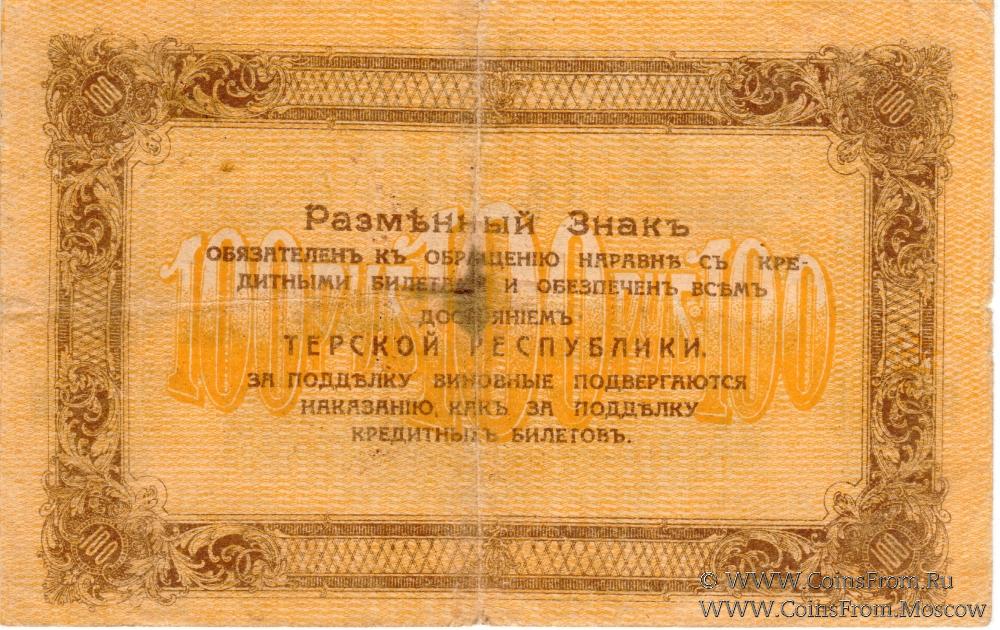 100 100
Размѣнный Знакъ
100 РУБ. 100 РУБ. 100
ОБЯЗАТЕЛЕНЪ КЪ ОБРАЩЕНІЮ НАРАВНѢ СЪ КРЕ-
ДИТНЫМИ БИЛЕТАМИ И ОБЕЗПЕЧЕНЪ ВСѢМЪ
ДОСТОЯНІЕМЪ
ТЕРСКОЙ РЕСПУБЛИКИ.
ЗА ПОДДѢЛКУ ВИНОВНЫЕ ПОДВЕРГАЮТСЯ
НАКАЗАНІЮ, КАКЪ ЗА ПОДДѢЛКУ
КРЕДИТНЫХЪ БИЛЕТОВЪ.
100 100
© WWW.CoinsFrom.Ru
WWW.CoinsFrom.Moscow